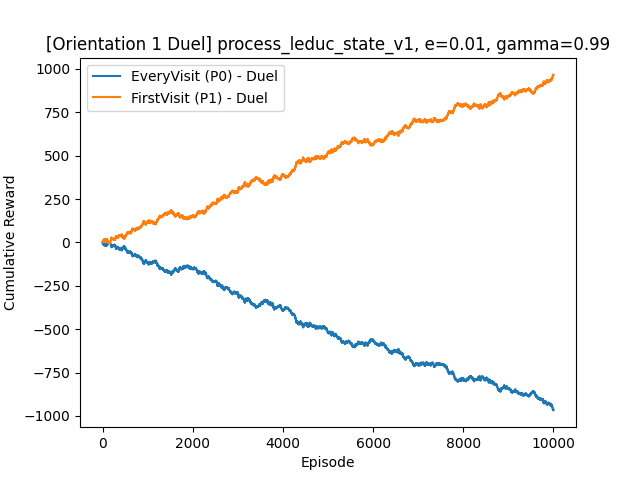 [Orientation 1 Duel] process_leduc_state_v1, e=0.01, gamma=0.99
EveryVisit (P0) - Duel
FirstVisit (P1) - Duel
1000
750
500
250
0
−250
−500
−750
−1000
Cumulative Reward
0 2000 4000 6000 8000 10000
Episode